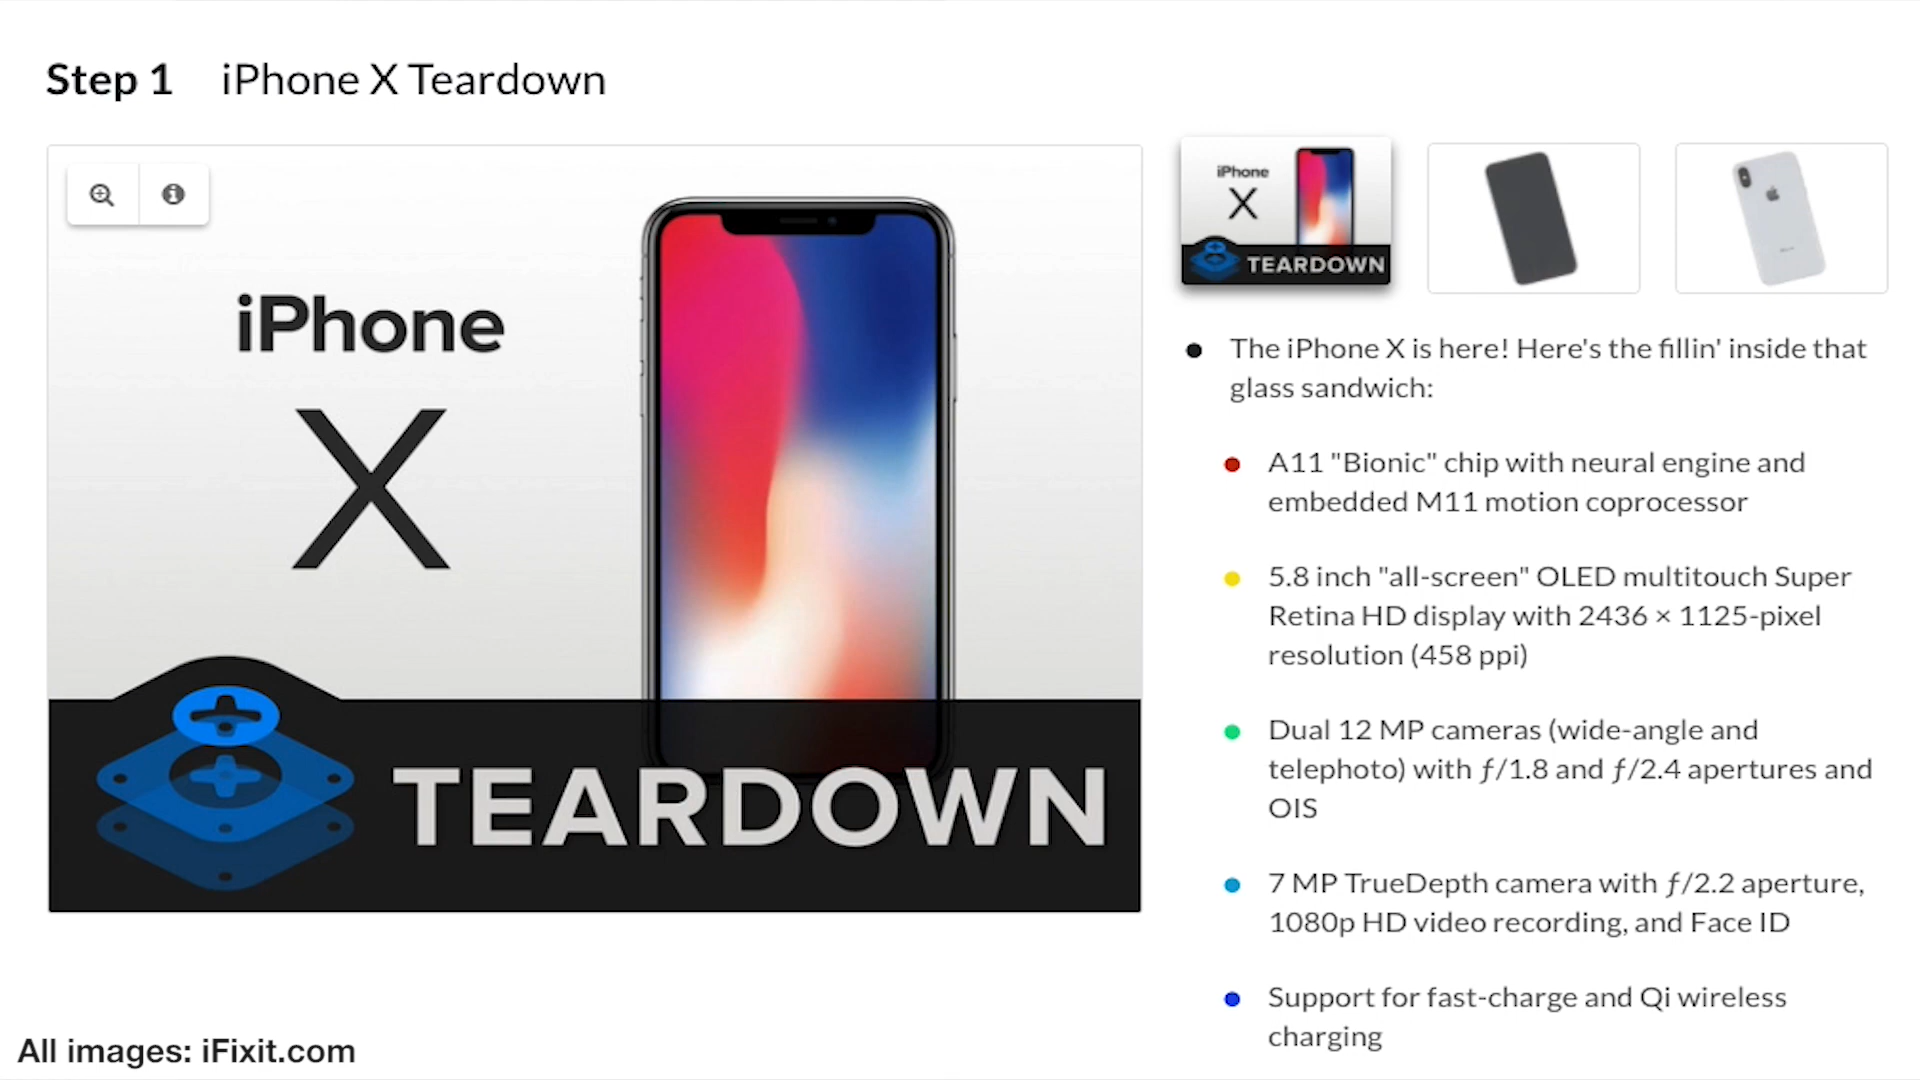 Step 1 iPhone X Teardown
iPhone
X
TEARDOWN
iPhone
X
TEARDOWN
The iPhone X is here! Here's the fillin' inside that
glass sandwich:
A11 "Bionic" chip with neural engine and
embedded M11 motion coprocessor
5.8 inch "all-screen" OLED multitouch Super
Retina HD display with 2436 × 1125-pixel
resolution (458 ppi)
Dual 12 MP cameras (wide-angle and
telephoto) with ƒ/1.8 and ƒ/2.4 apertures and
OIS
7 MP TrueDepth camera with ƒ/2.2 aperture,
1080p HD video recording, and Face ID
Support for fast-charge and Qi wireless
charging
All images: iFixit.com